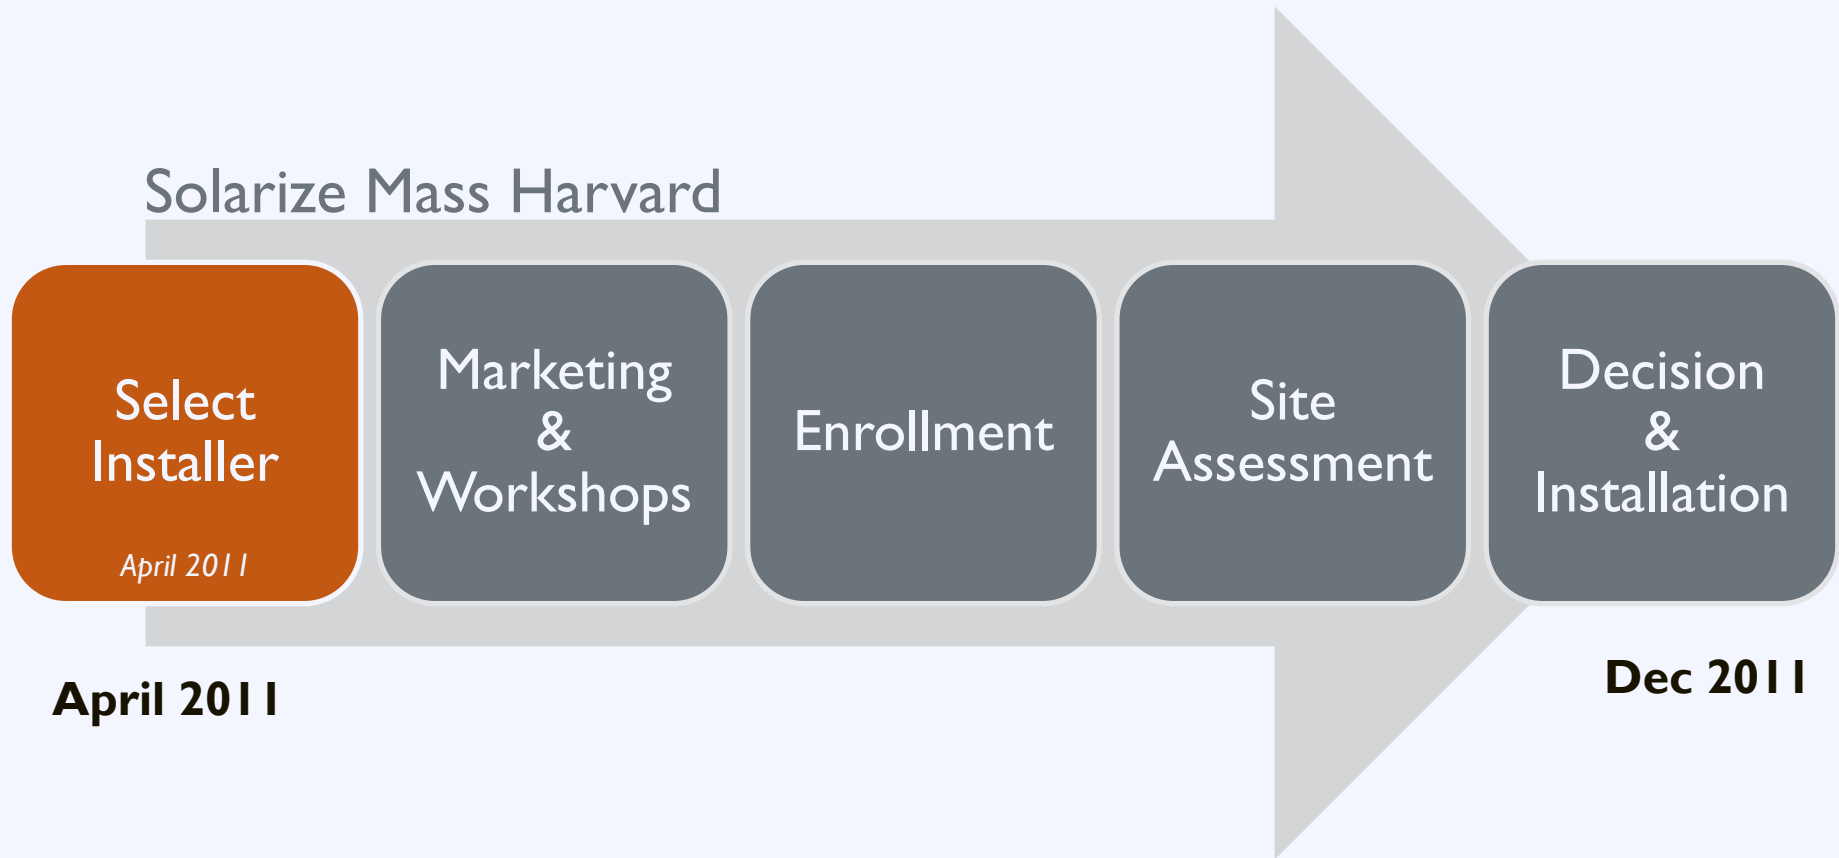 Solarize Mass Harvard
Select
Installer
April 2011
Marketing
&
Workshops
Enrollment
Site
Assessment
Decision
&
Installation
April 2011
Dec 2011